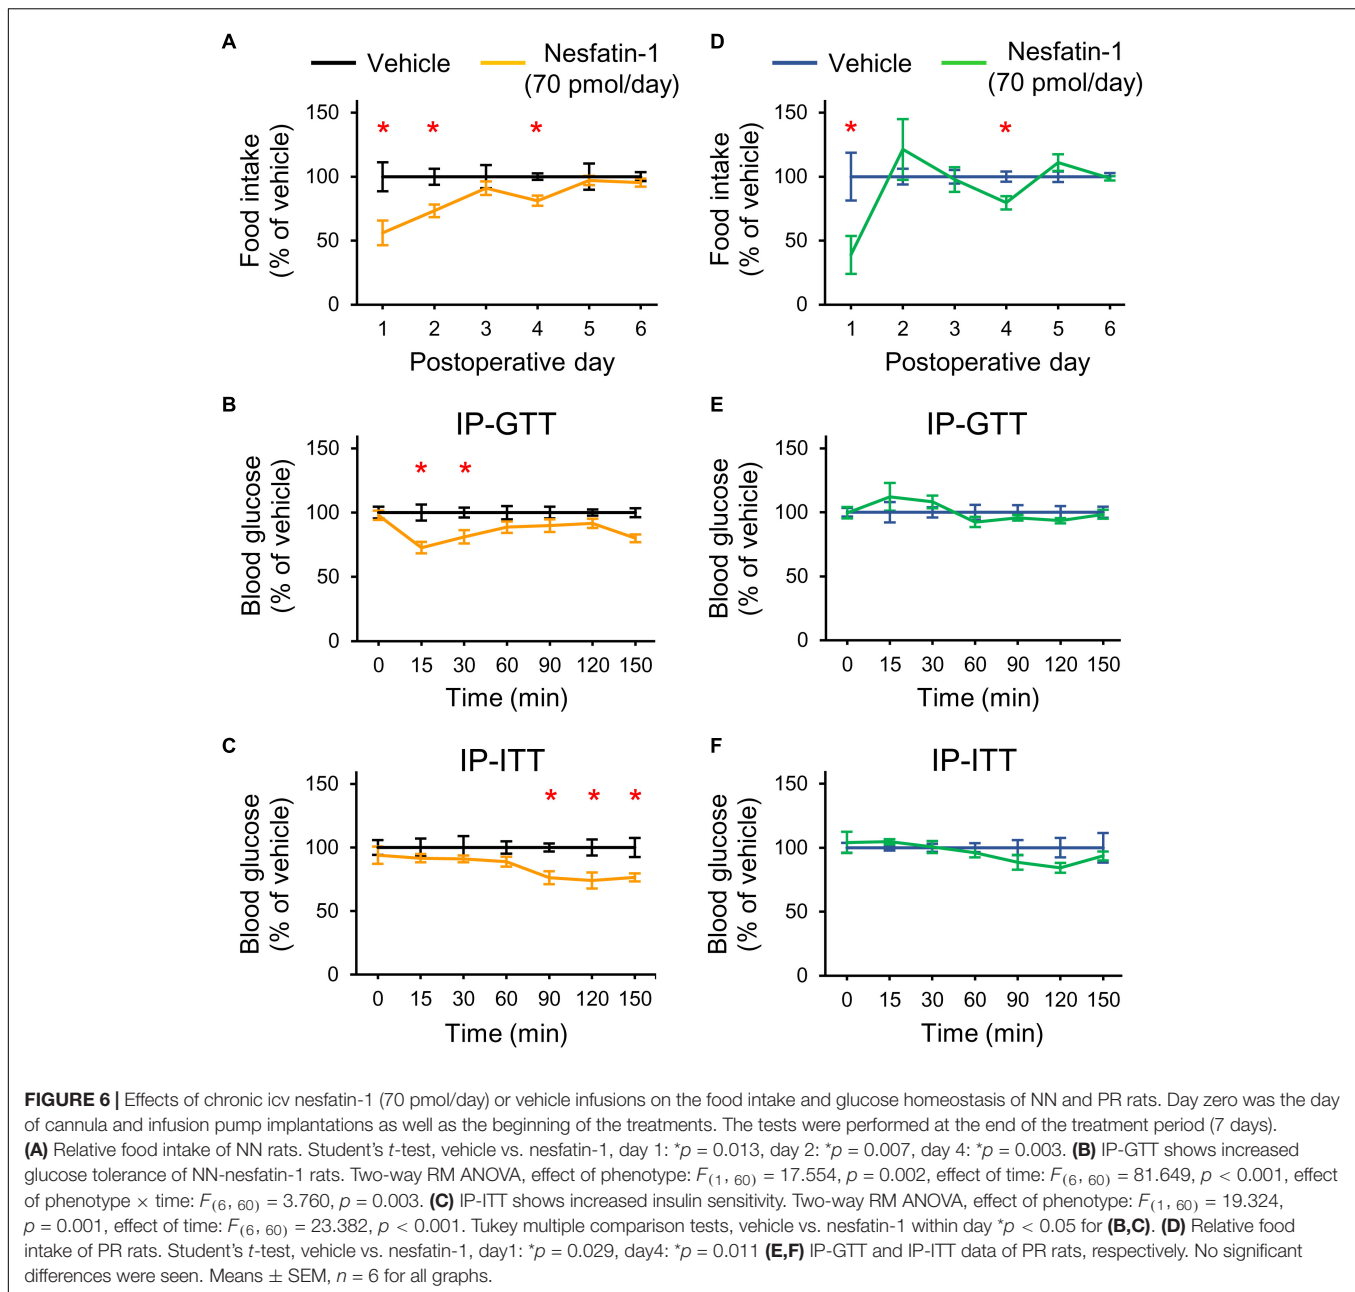 A
Vehicle
Nesfatin-1
(70 pmol/day)
Food intake
(% of vehicle)
150
100
50
0
* * *
1 2 3 4 5 6
Postoperative day
D
Vehicle
Nesfatin-1
(70 pmol/day)
Food intake
(% of vehicle)
150
100
50
0
* *
1 2 3 4 5 6
Postoperative day
B
IP-GTT
Blood glucose
(% of vehicle)
150
100
50
0
* *
0 15 30 60 90 120 150
Time (min)
E
IP-GTT
Blood glucose
(% of vehicle)
150
100
50
0
0 15 30 60 90 120 150
Time (min)
C
IP-ITT
Blood glucose
(% of vehicle)
150
100
50
0
* * *
0 15 30 60 90 120 150
Time (min)
F
IP-ITT
Blood glucose
(% of vehicle)
150
100
50
0
0 15 30 60 90 120 150
Time (min)
FIGURE 6 | Effects of chronic icv nesfatin-1 (70 pmol/day) or vehicle infusions on the food intake and glucose homeostasis of NN and PR rats. Day zero was the day
of cannula and infusion pump implantations as well as the beginning of the treatments. The tests were performed at the end of the treatment period (7 days).
(A) Relative food intake of NN rats. Student's t-test, vehicle vs. nesfatin-1, day 1: *p = 0.013, day 2: *p = 0.007, day 4: *p = 0.003. (B) IP-GTT shows increased
glucose tolerance of NN-nesfatin-1 rats. Two-way RM ANOVA, effect of phenotype: F(1, 60) = 17.554, p = 0.002, effect of time: F(6, 60) = 81.649, p < 0.001, effect
of phenotype × time: F(6, 60) = 3.760, p = 0.003. (C) IP-ITT shows increased insulin sensitivity. Two-way RM ANOVA, effect of phenotype: F(1, 60) = 19.324,
p = 0.001, effect of time: F(6, 60) = 23.382, p < 0.001. Tukey multiple comparison tests, vehicle vs. nesfatin-1 within day *p < 0.05 for (B,C). (D) Relative food
intake of PR rats. Student's t-test, vehicle vs. nesfatin-1, day1: *p = 0.029, day4: *p = 0.011 (E,F) IP-GTT and IP-ITT data of PR rats, respectively. No significant
differences were seen. Means ± SEM, n = 6 for all graphs.